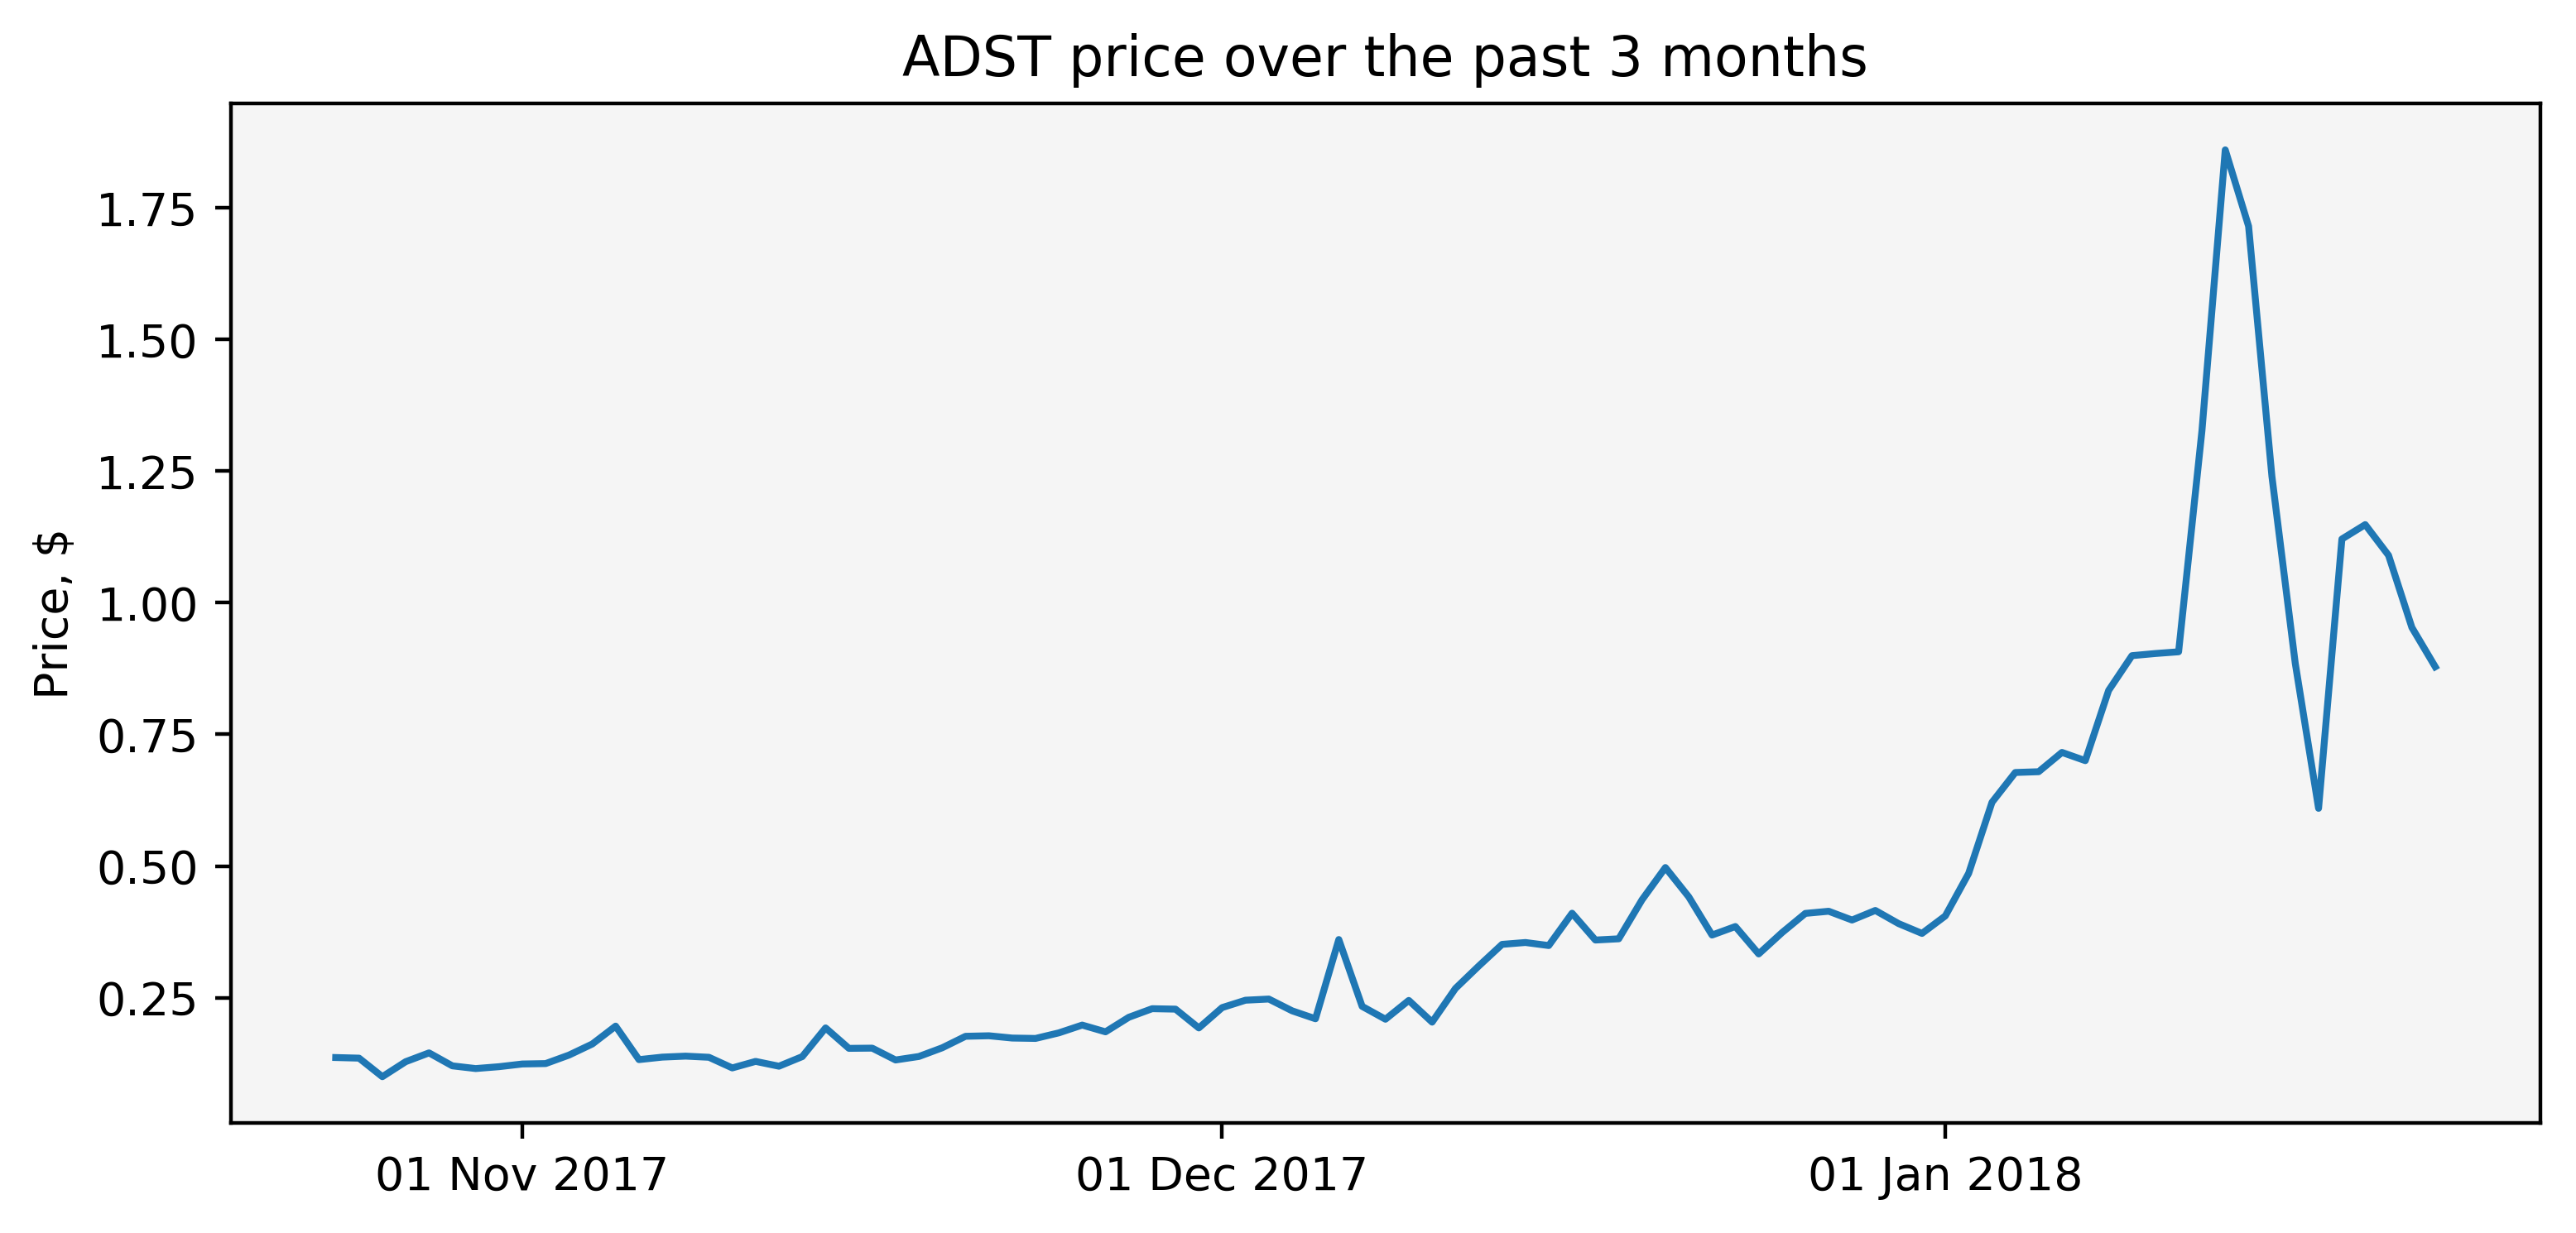 ADST price over the past 3 months
Price, $
1.75
1.50
1.25
1.00
0.75
0.50
0.25
01 Nov 2017
01 Dec 2017
01 Jan 2018